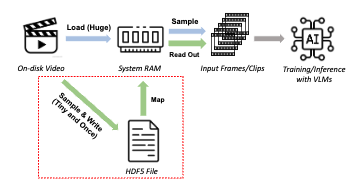 Load (Huge)
Sample
Read Out
AI
On-disk Video
System RAM
Input Frames/Clips
Training/Inference
with VLMs
Sample & Write
(Tiny and Once)
Map
HDF5 File